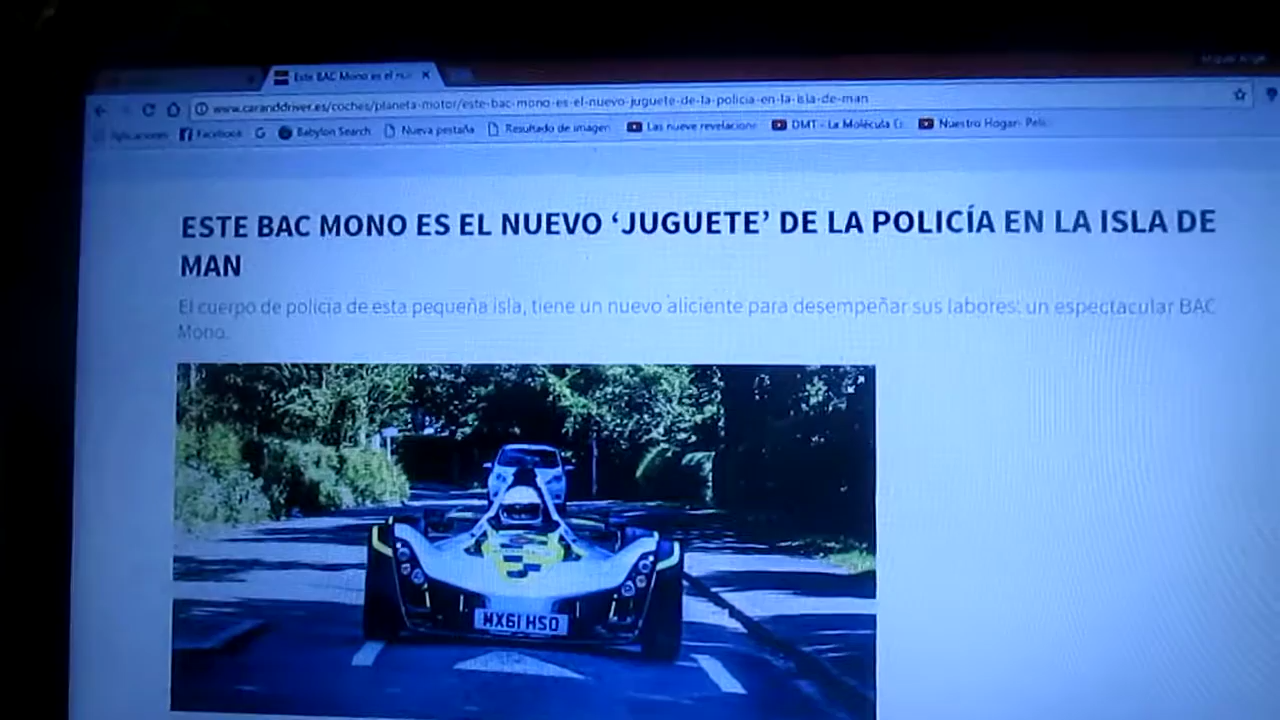 Este BAC Mono es el nu
www.caranddriver.es/coches/planeta-motor/este-bac-mono-es-el-nuevo-juguete-de-la-policia-en-la-isla-de-man
Aplicaciones Facebook Babylon Search Nueva pestaña Resultado de imagen Las nueve revelacione DMT - La Molécula Nuestro Hogar- Peli
ESTE BAC MONO ES EL NUEVO ‘JUGUETE’ DE LA POLICÍA EN LA ISLA DE
MAN
El cuerpo de policía de esta pequeña isla, tiene un nuevo aliciente para desempeñar sus labores: un espectacular BAC
Mono.
MX61 HSO